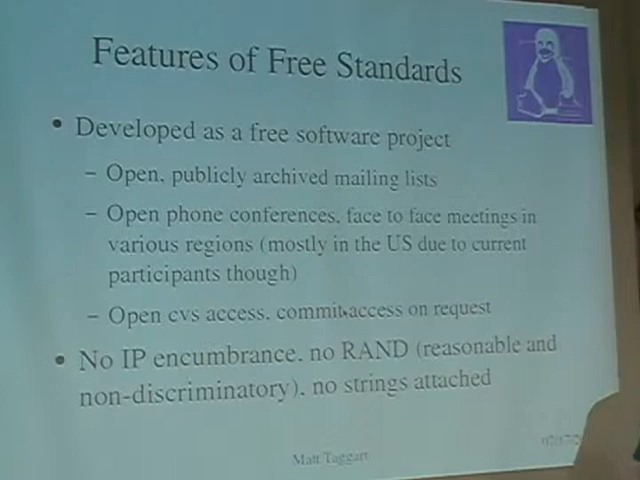 Features of Free Standards
• Developed as a free software project
– Open, publicly archived mailing lists
– Open phone conferences, face to face meetings in
various regions (mostly in the US due to current
participants though)
– Open cvs access, commit access on request
• No IP encumbrance, no RAND (reasonable and
non-discriminatory), no strings attached
Matt Taggart